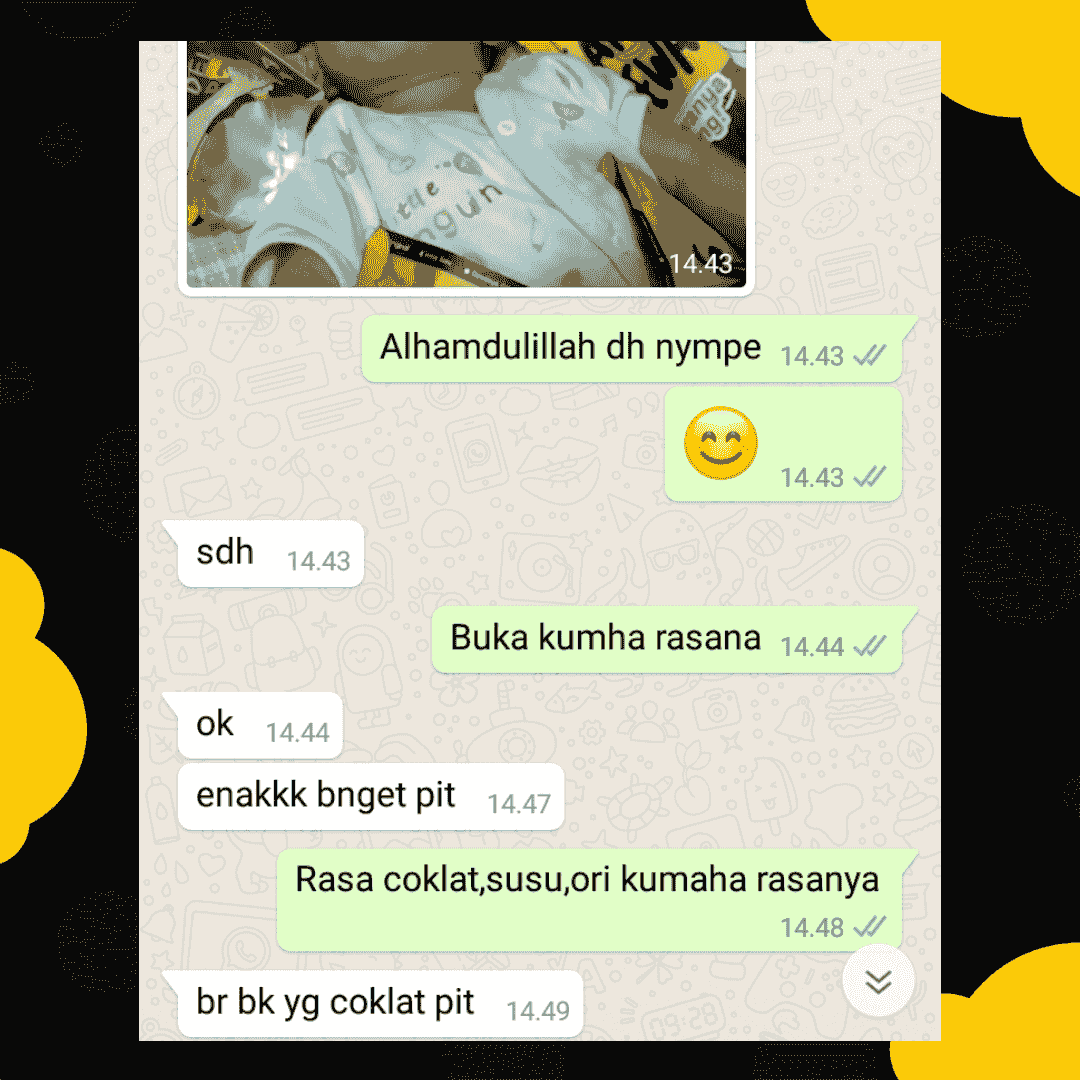 14.43
Alhamdulillah dh nympe 14.43
😊 14.43
sdh 14.43
Buka kumha rasana 14.44
ok 14.44
enakkk bnget pit 14.47
Rasa coklat,susu,ori kumaha rasanya
14.48
br bk yg coklat pit 14.49